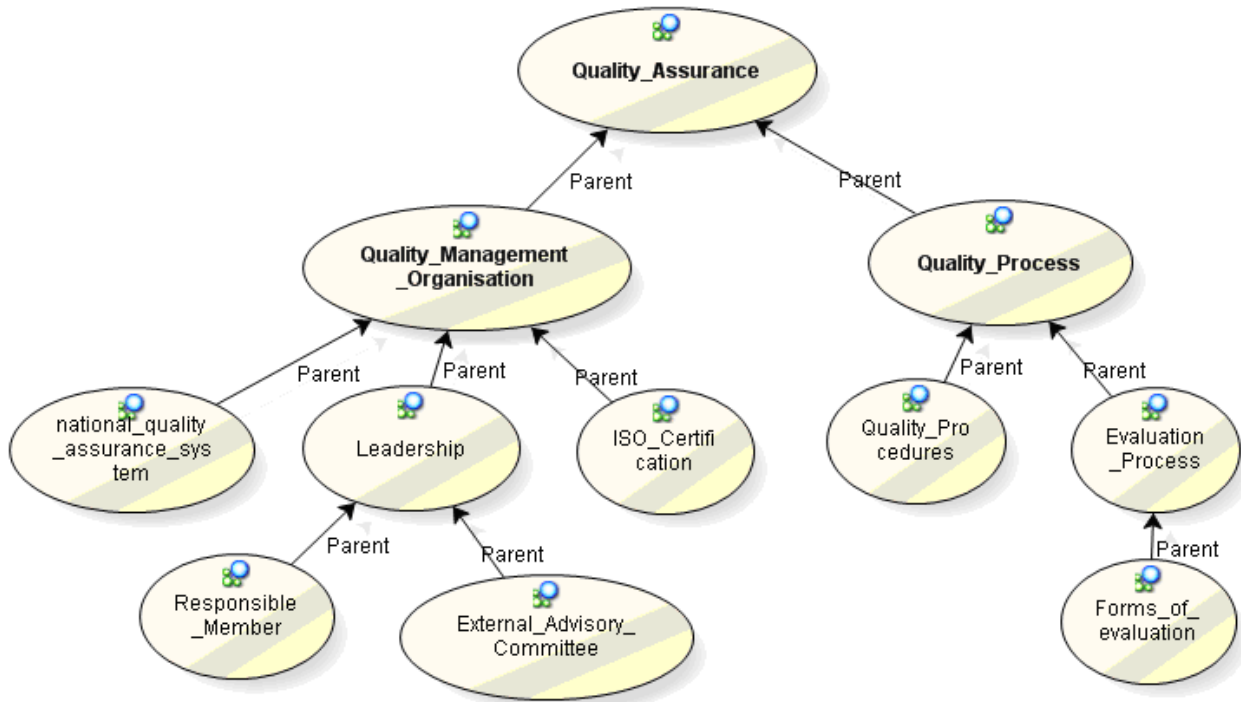 Quality_Assurance
Parent
Parent
Quality_Management
_Organisation
Quality_Process
Parent
Parent
Parent
Parent
Parent
national_quality
_assurance_sys
tem
Leadership
ISO_Certifi
cation
Quality_Pro
cedures
Evaluation
_Process
Parent
Parent
Parent
Responsible
_Member
External_Advisory_
Committee
Forms_of_
evaluation